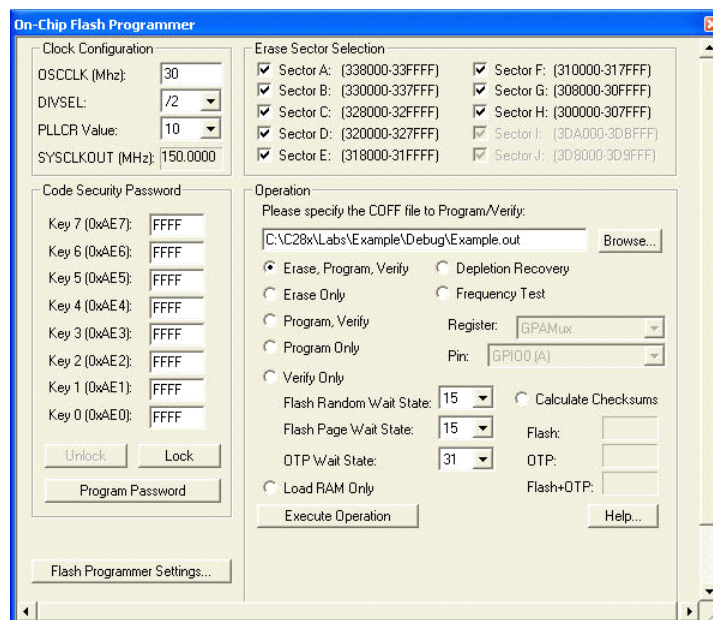 On-Chip Flash Programmer
Clock Configuration
OSCCLK (Mhz): 30
DIVSEL: /2
PLLCR Value: 10
SYSCLKOUT (MHz): 150.0000
Erase Sector Selection
Sector A: (338000-33FFFF) Sector F: (310000-317FFF)
Sector B: (330000-337FFF) Sector G: (308000-30FFFF)
Sector C: (328000-32FFFF) Sector H: (300000-307FFF)
Sector D: (320000-327FFF) Sector I: (3DA000-3DBFFF)
Sector E: (318000-31FFFF) Sector J: (3D8000-3D9FFF)
Code Security Password
Key 7 (0xAE7): FFFF
Key 6 (0xAE6): FFFF
Key 5 (0xAE5): FFFF
Key 4 (0xAE4): FFFF
Key 3 (0xAE3): FFFF
Key 2 (0xAE2): FFFF
Key 1 (0xAE1): FFFF
Key 0 (0xAE0): FFFF
Unlock Lock
Program Password
Flash Programmer Settings...
Operation
Please specify the COFF file to Program/Verify:
C:\C28x\Labs\Example\Debug\Example.out Browse...
Erase, Program, Verify Depletion Recovery
Erase Only Frequency Test
Program, Verify Register: GPAMux
Program Only Pin: GPIO0 (A)
Verify Only
Flash Random Wait State: 15 Calculate Checksums
Flash Page Wait State: 15 Flash:
OTP Wait State: 31 OTP:
Load RAM Only Flash+OTP:
Execute Operation Help...